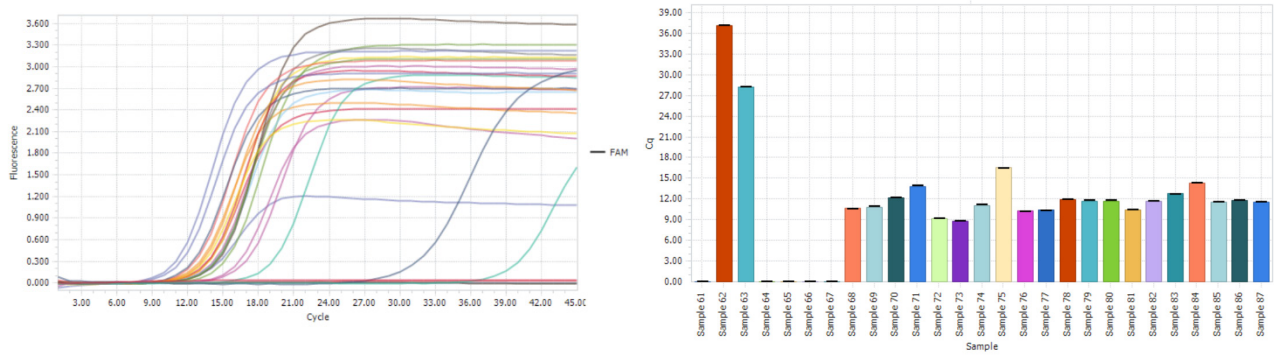 3.600
3.300
3.000
2.700
2.400
2.100
1.800
1.500
1.200
0.900
0.600
0.300
0.000
Fluorescence
3.00 6.00 9.00 12.00 15.00 18.00 21.00 24.00 27.00 30.00 33.00 36.00 39.00 42.00 45.00
Cycle
FAM
39.00
36.00
33.00
30.00
27.00
24.00
21.00
18.00
15.00
12.00
9.00
6.00
3.00
0.00
Cq
Sample 61
Sample 62
Sample 63
Sample 64
Sample 65
Sample 66
Sample 67
Sample 68
Sample 69
Sample 70
Sample 71
Sample 72
Sample 73
Sample 74
Sample 75
Sample 76
Sample 77
Sample 78
Sample 79
Sample 80
Sample 81
Sample 82
Sample 83
Sample 84
Sample 85
Sample 86
Sample 87
Sample